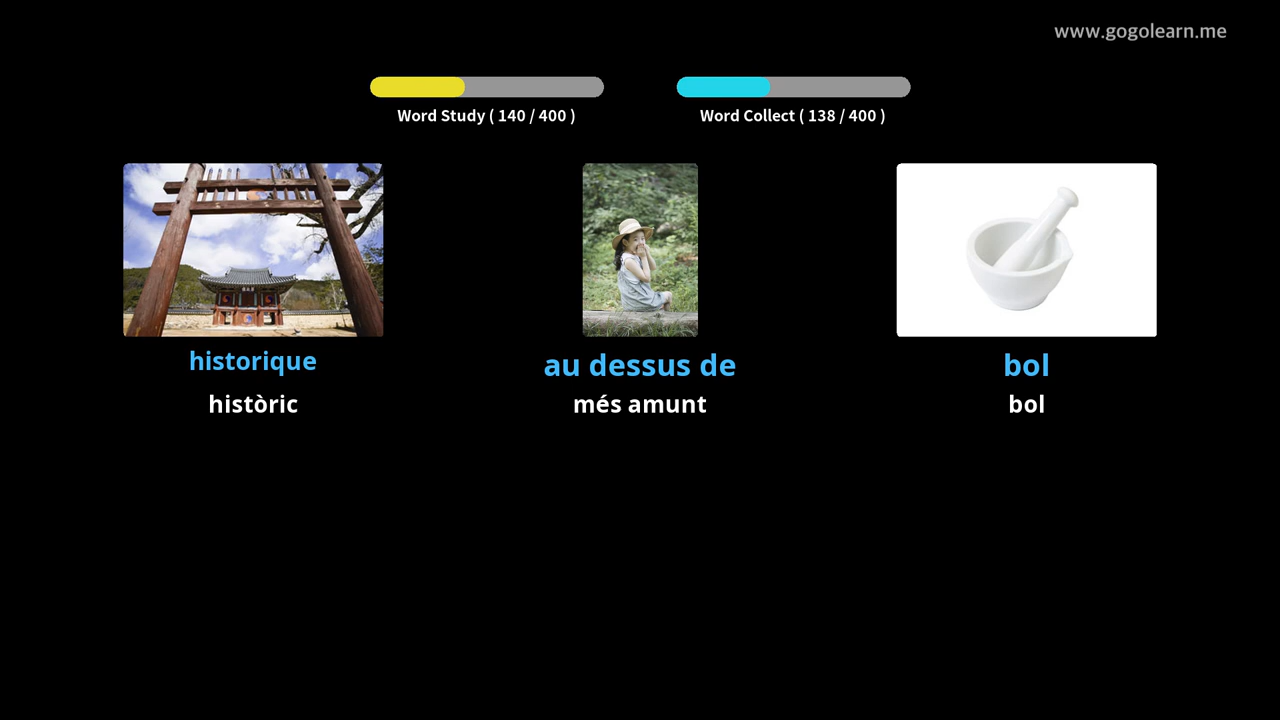 www.gogolearn.me
Word Study ( 140 / 400 )
Word Collect ( 138 / 400 )
historique
au dessus de
bol
històric
més amunt
bol